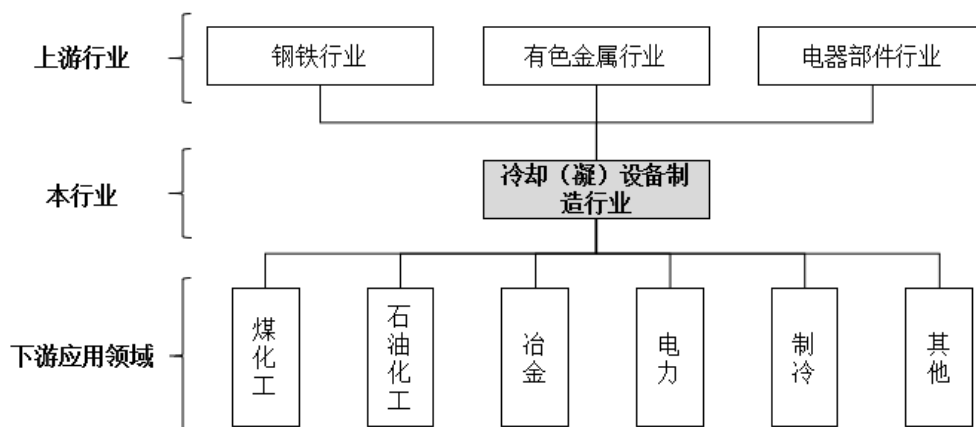 上游行业
钢铁行业
有色金属行业
电器部件行业
本行业
冷却（凝）设备制
造行业
下游应用领域
煤化工
石油化工
冶金
电力
制冷
其他